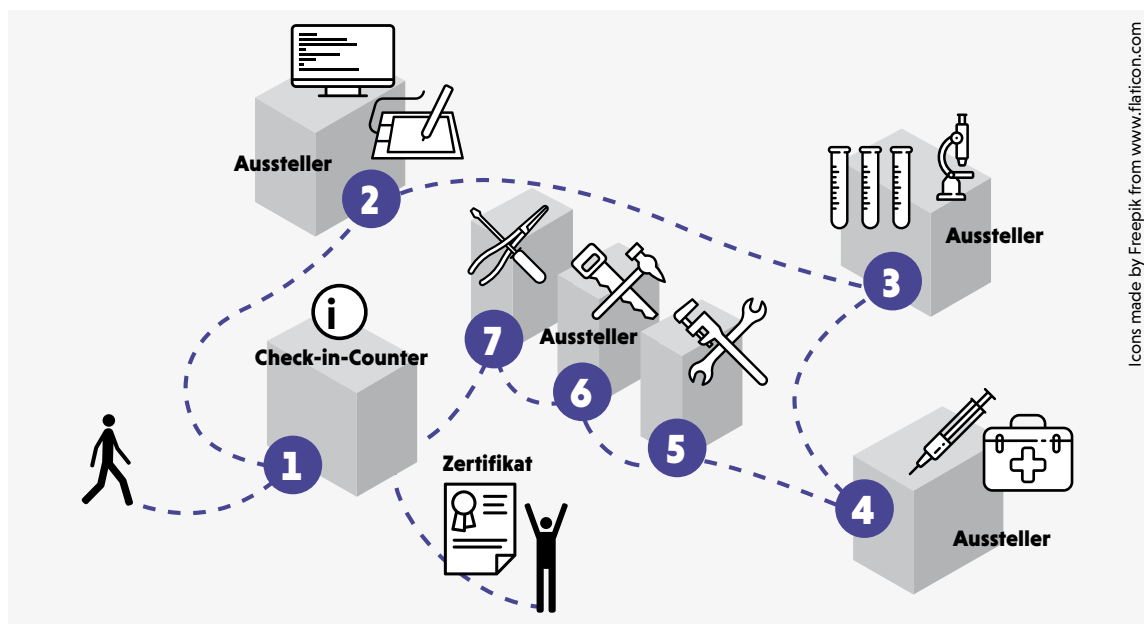 Aussteller
2
3
Aussteller
i
Check-in-Counter
7
Aussteller
6
5
1
Zertifikat
4
Aussteller
Icons made by Freepik from www.flaticon.com